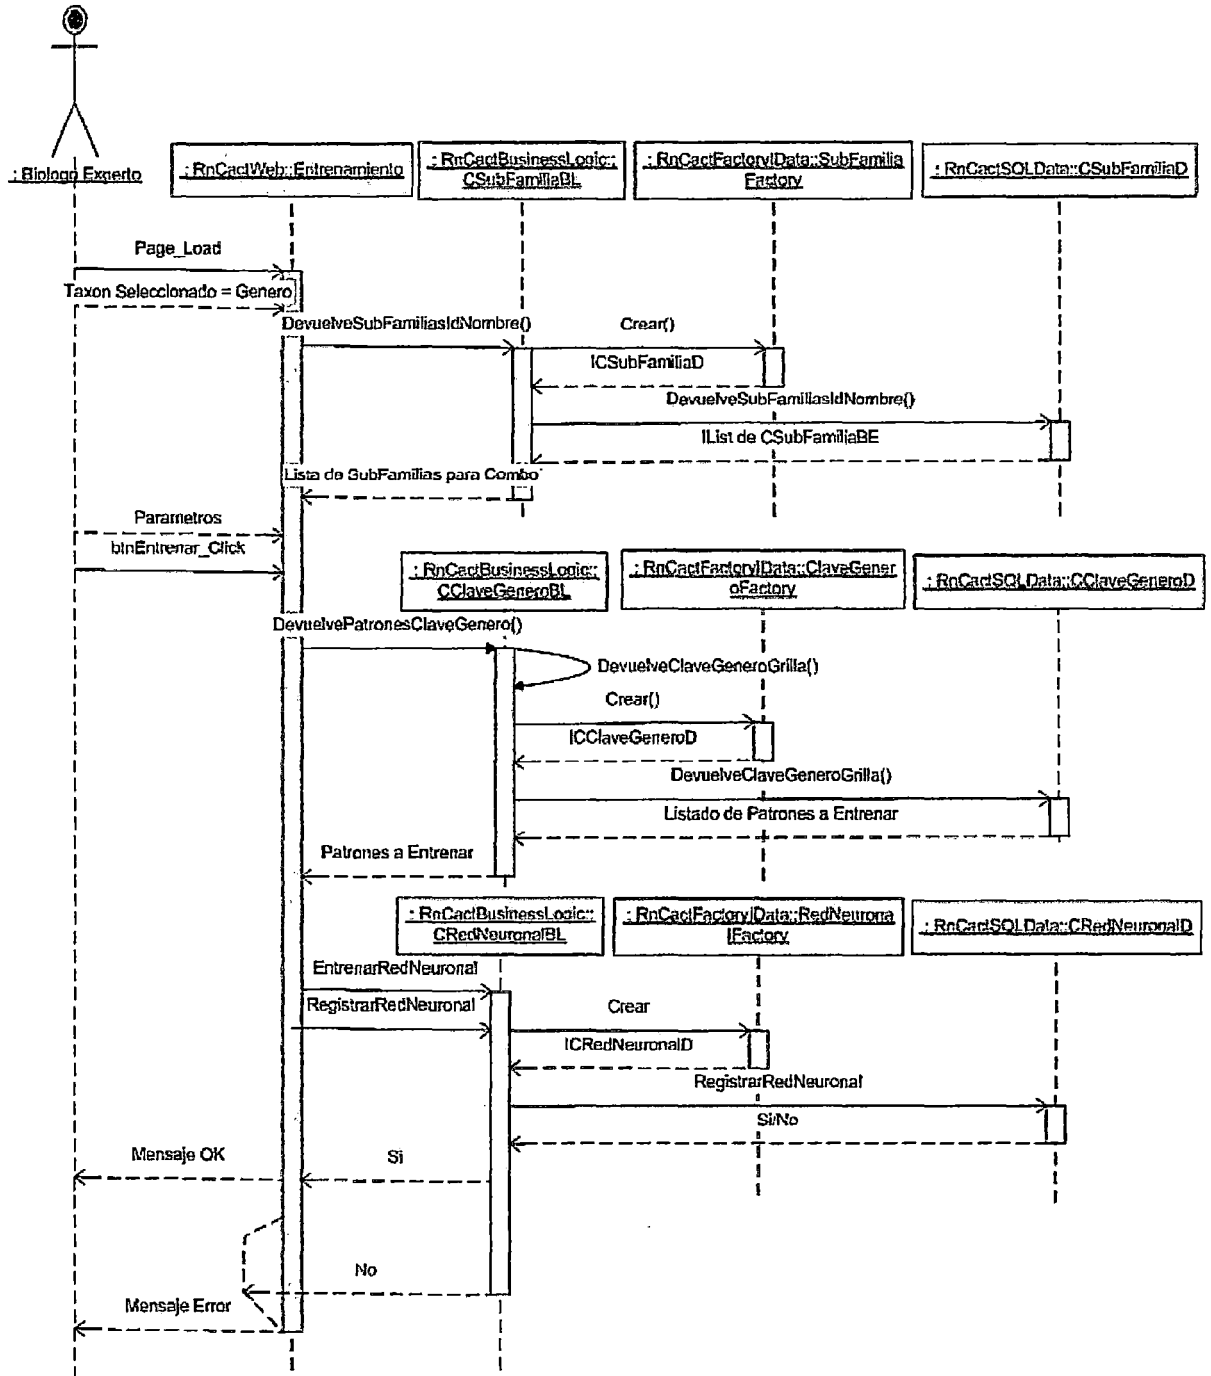 : Biologo Experto
: RnCactWeb::Entrenamiento
: RnCactBusinessLogic::
CSubFamiliaBL
: RnCactFactoryIData::SubFamilia
Factory
: RnCactSQLData::CSubFamiliaD
Page_Load
Taxon Seleccionado = Genero
DevuelveSubFamiliasIdNombre()
Crear()
ICSubFamiliaD
DevuelveSubFamiliasIdNombre()
IList de CSubFamiliaBE
Lista de SubFamilias para Combo
Parametros
btnEntrenar_Click
: RnCactBusinessLogic::
CClaveGeneroBL
: RnCactFactoryIData::ClaveGener
oFactory
: RnCactSQLData::CClaveGeneroD
DevuelvePatronesClaveGenero()
DevuelveClaveGeneroGrilla()
Crear()
ICClaveGeneroD
DevuelveClaveGeneroGrilla()
Listado de Patrones a Entrenar
Patrones a Entrenar
: RnCactBusinessLogic::
CRedNeuronalBL
: RnCactFactoryIData::RedNeurona
lFactory
: RnCactSQLData::CRedNeuronalD
EntrenarRedNeuronal
RegistrarRedNeuronal
Crear
ICRedNeuronalD
RegistrarRedNeuronal
Si/No
Mensaje OK
Si
No
Mensaje Error